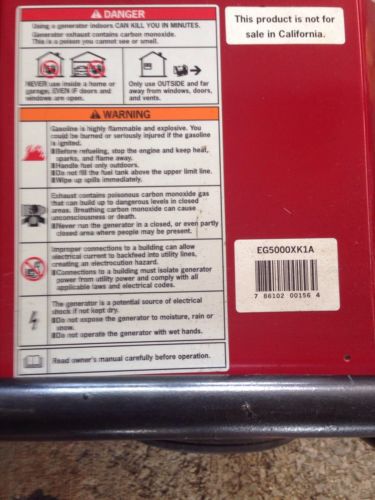 DANGER
Using a generator indoors CAN KILL YOU IN MINUTES.
Generator exhaust contains carbon monoxide.
This is a poison you cannot see or smell.
NEVER use inside a home or
garage, EVEN IF doors and
windows are open.
Only use OUTSIDE and far
away from windows, doors,
and vents.
WARNING
Gasoline is highly flammable and explosive. You
could be burned or seriously injured if the gasoline
is ignited.
Before refueling, stop the engine and keep heat,
sparks, and flame away.
Handle fuel only outdoors.
Do not fill the fuel tank above the upper limit line.
Wipe up spills immediately.
Exhaust contains poisonous carbon monoxide gas
that can build up to dangerous levels in closed
areas. Breathing carbon monoxide can cause
unconsciousness or death.
Never run the generator in a closed, or even partly
closed area where people may be present.
Improper connections to a building can allow
electrical current to backfeed into utility lines,
creating an electrocution hazard.
Connections to a building must isolate generator
power from utility power and comply with all
applicable laws and electrical codes.
The generator is a potential source of electrical
shock if not kept dry.
Do not expose the generator to moisture, rain or
snow.
Do not operate the generator with wet hands.
Read owner's manual carefully before operation.
This product is not for
sale in California.
EG5000XK1A
7 86102 00156 4